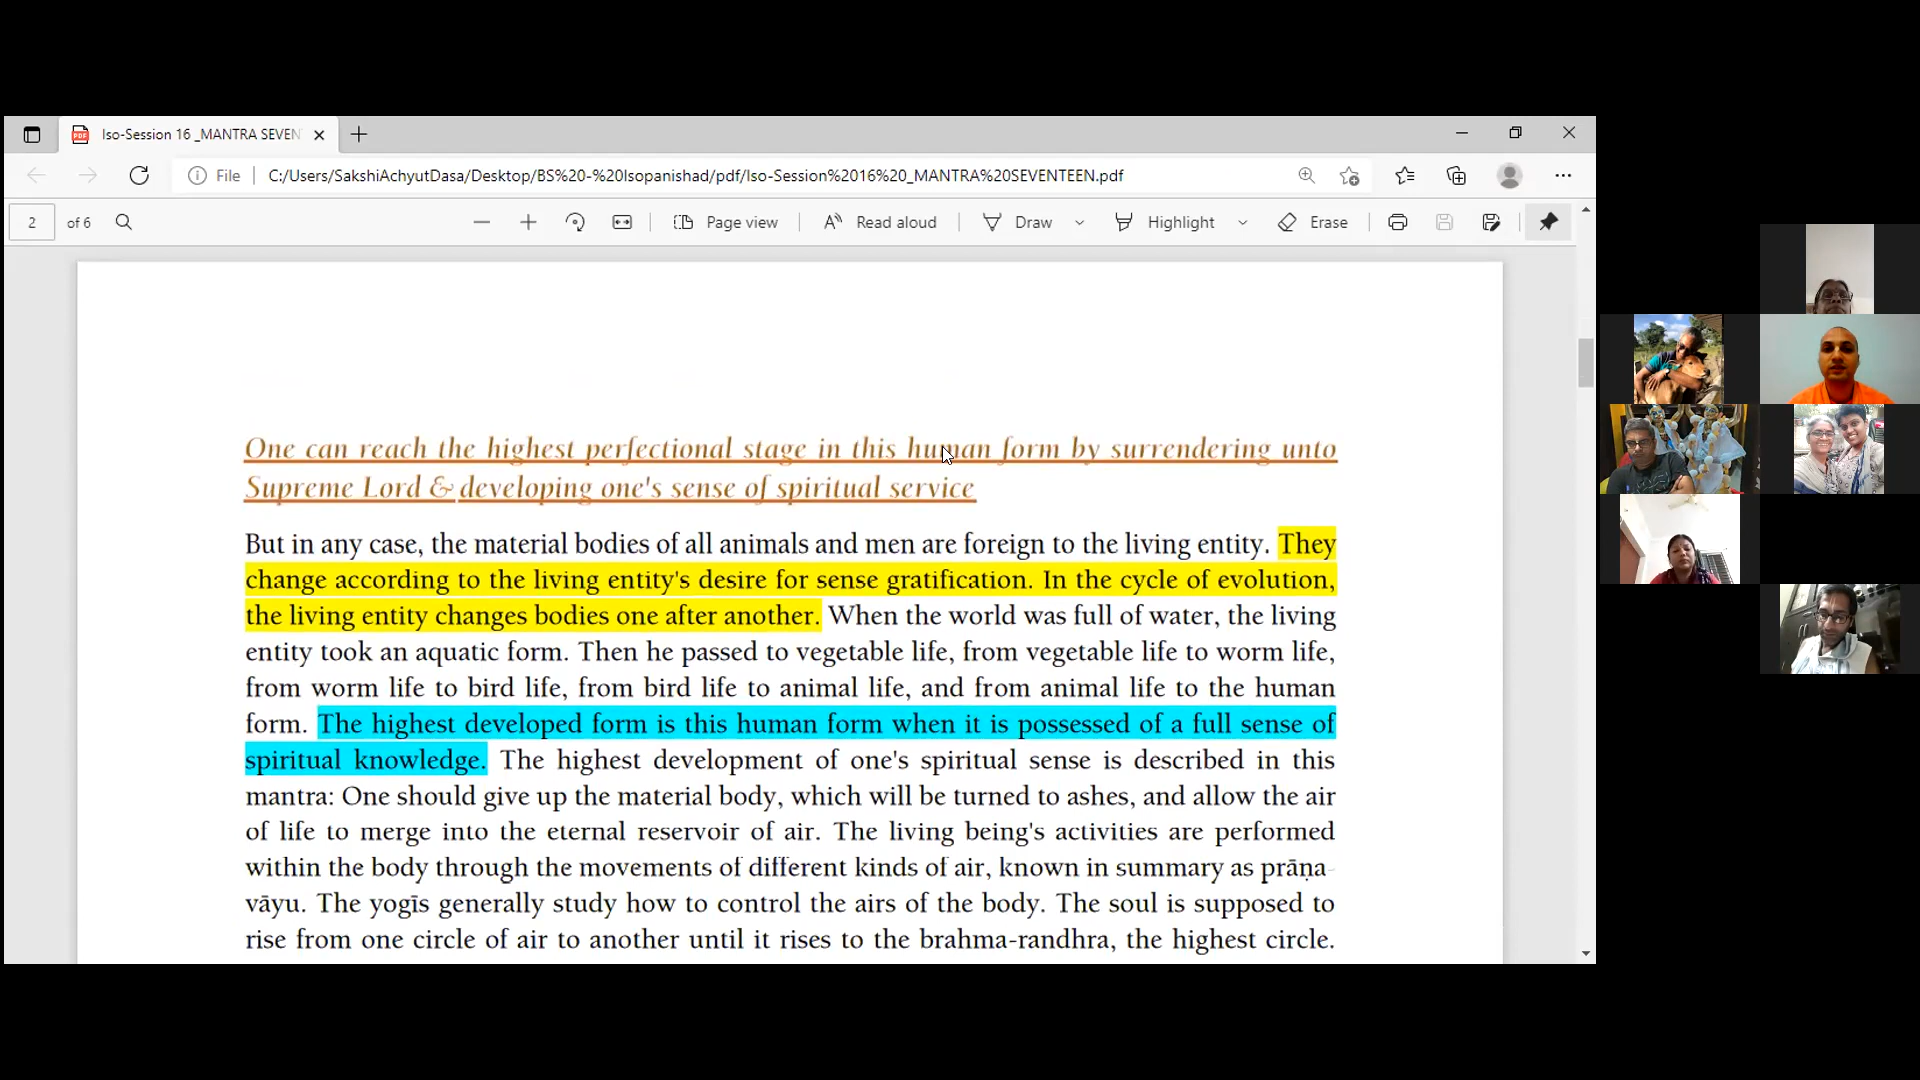 Iso-Session 16 _MANTRA SEVEN
File
C:/Users/SakshiAchyutDasa/Desktop/BS%20-%20Isopanishad/pdf/Iso-Session%2016%20_MANTRA%20SEVENTEEN.pdf
2 of 6 Page view Read aloud Draw Highlight Erase
One can reach the highest perfectional stage in this human form by surrendering unto
Supreme Lord & developing one's sense of spiritual service
But in any case, the material bodies of all animals and men are foreign to the living entity. They
change according to the living entity's desire for sense gratification. In the cycle of evolution,
the living entity changes bodies one after another. When the world was full of water, the living
entity took an aquatic form. Then he passed to vegetable life, from vegetable life to worm life,
from worm life to bird life, from bird life to animal life, and from animal life to the human
form. The highest developed form is this human form when it is possessed of a full sense of
spiritual knowledge. The highest development of one's spiritual sense is described in this
mantra: One should give up the material body, which will be turned to ashes, and allow the air
of life to merge into the eternal reservoir of air. The living being's activities are performed
within the body through the movements of different kinds of air, known in summary as prāṇa-
vāyu. The yogīs generally study how to control the airs of the body. The soul is supposed to
rise from one circle of air to another until it rises to the brahma-randhra, the highest circle.